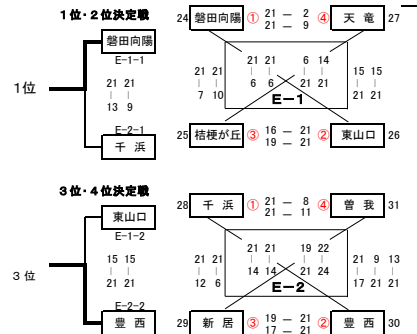 1位・2位決定戦
磐田向陽
E-1-1
1位
21 21
| |
13 9
E-2-1
千 浜
24 磐田向陽 ① 21 — 2 ④ 天 竜 27
21 — 9
21 21
| |
7 10
21 21
| |
6 6
6 14
| |
21 21
15 15
| |
21 21
E-1
25 桔梗が丘 ③ 16 — 21 ② 東山口 26
19 — 21
3位・4位決定戦
東山口
E-1-2
3位
15 15
| |
21 21
E-2-2
豊 西
28 千 浜 ① 21 — 8 ④ 曽 我 31
21 — 11
21 21
| |
12 6
21 21
| |
14 14
19 22
| |
21 24
21 9 13
| | |
17 21 21
E-2
29 新 居 ③ 19 — 21 ② 豊 西 30
17 — 21